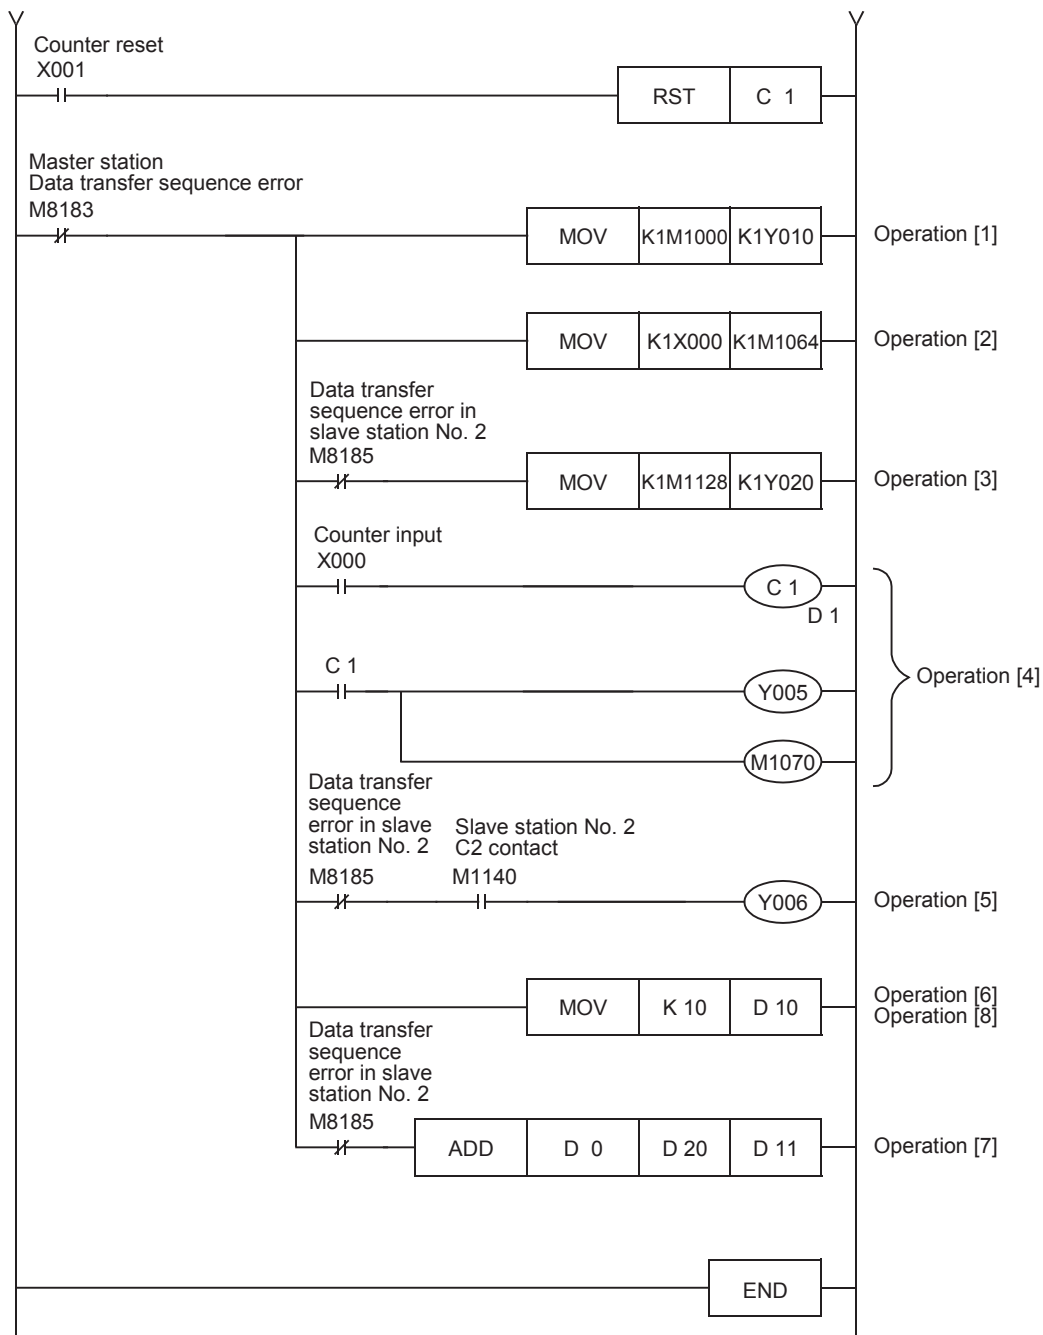 Counter reset
X001
RST C 1
Master station
Data transfer sequence error
M8183
MOV K1M1000 K1Y010 Operation [1]
MOV K1X000 K1M1064 Operation [2]
Data transfer
sequence error in
slave station No. 2
M8185
MOV K1M1128 K1Y020 Operation [3]
Counter input
X000
C 1
D 1
C 1
Y005
Operation [4]
M1070
Data transfer
sequence
error in slave
station No. 2
Slave station No. 2
C2 contact
M8185 M1140
Y006 Operation [5]
MOV K 10 D 10 Operation [6]
Operation [8]
Data transfer
sequence
error in slave
station No. 2
M8185
ADD D 0 D 20 D 11 Operation [7]
END